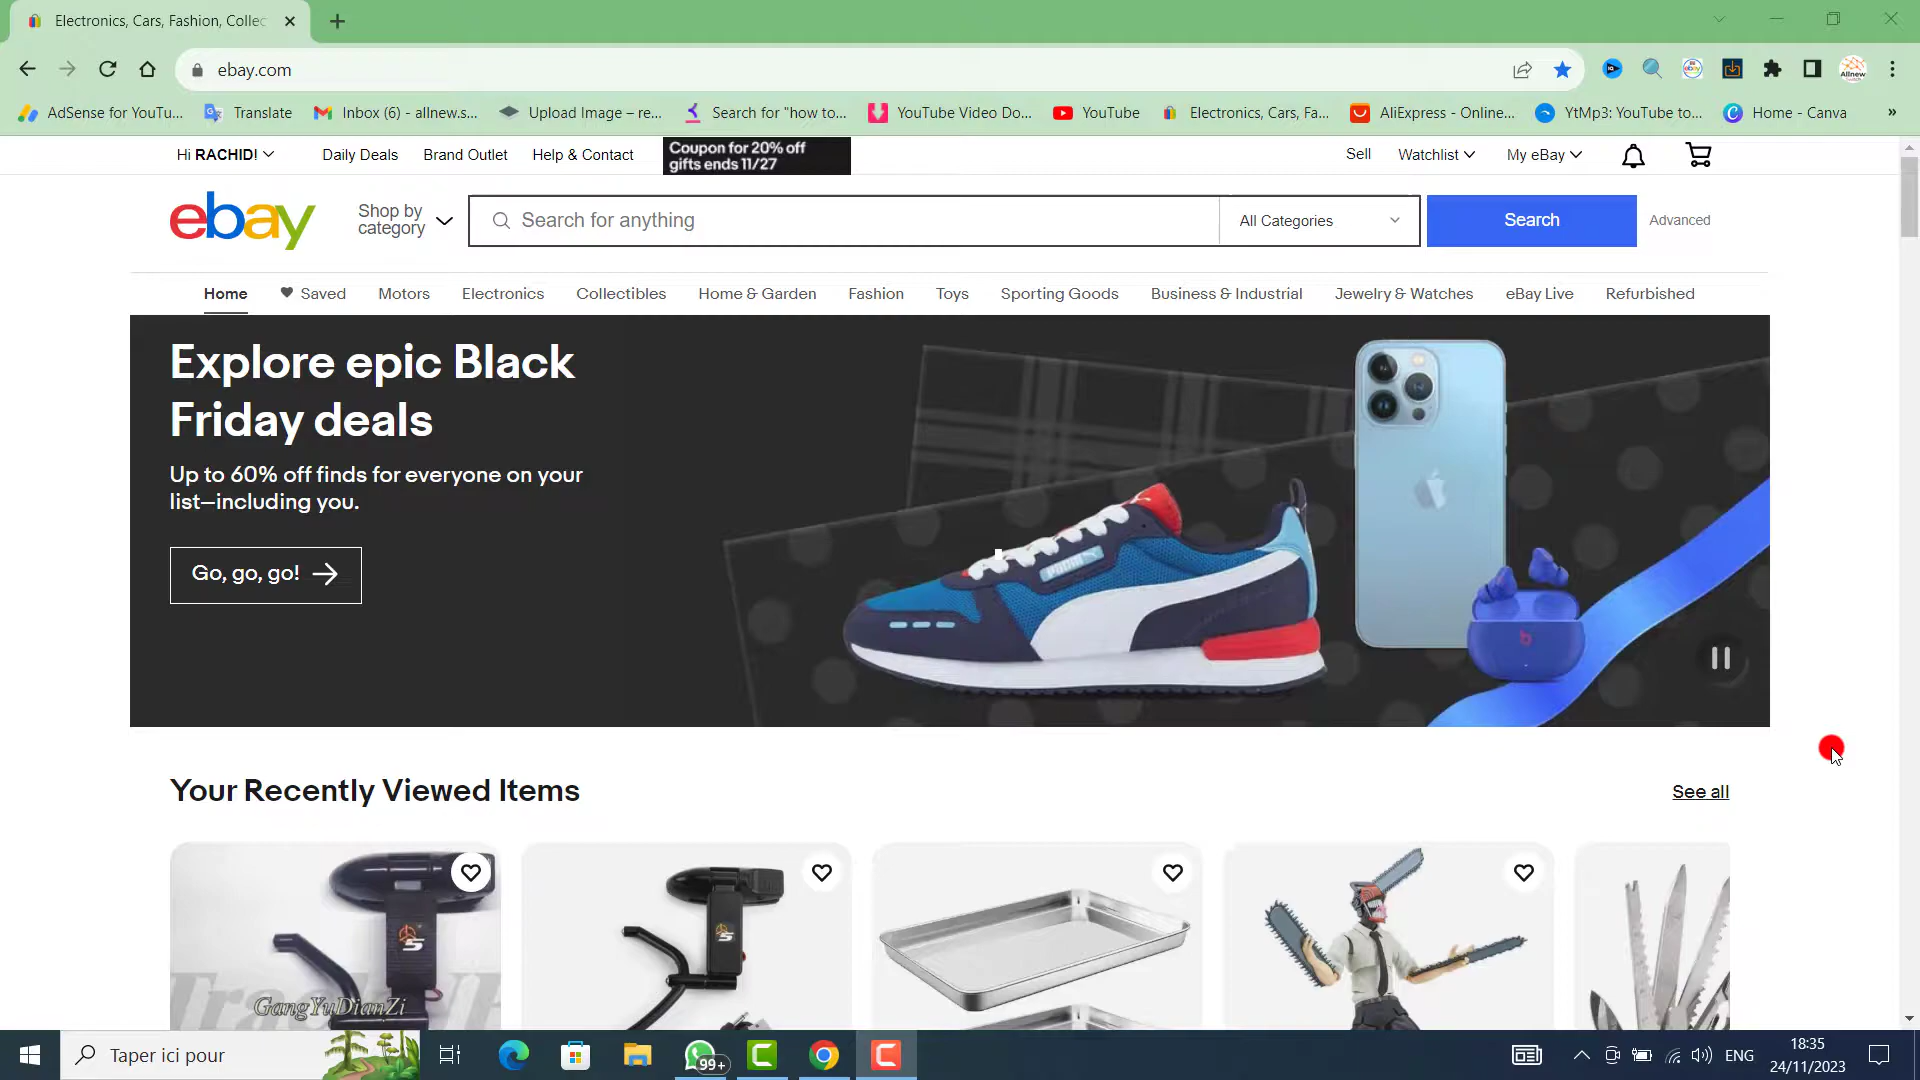 Electronics, Cars, Fashion, Collec
ebay.com
AdSense for YouTu...
Translate
Inbox (6) - allnew.s...
Upload Image – re...
Search for "how to...
YouTube Video Do...
YouTube
Electronics, Cars, Fa...
AliExpress - Online...
YtMp3: YouTube to...
Home - Canva
»
Hi RACHID!
Daily Deals
Brand Outlet
Help & Contact
Coupon for 20% off
gifts ends 11/27
Sell
Watchlist
My eBay
ebay
Shop by
category
Search for anything
All Categories
Search
Advanced
Home
Saved
Motors
Electronics
Collectibles
Home & Garden
Fashion
Toys
Sporting Goods
Business & Industrial
Jewelry & Watches
eBay Live
Refurbished
Explore epic Black
Friday deals
Up to 60% off finds for everyone on your
list—including you.
Go, go, go!
Your Recently Viewed Items
See all
GangYuDianZi
Taper ici pour
99+
ENG
18:35
24/11/2023